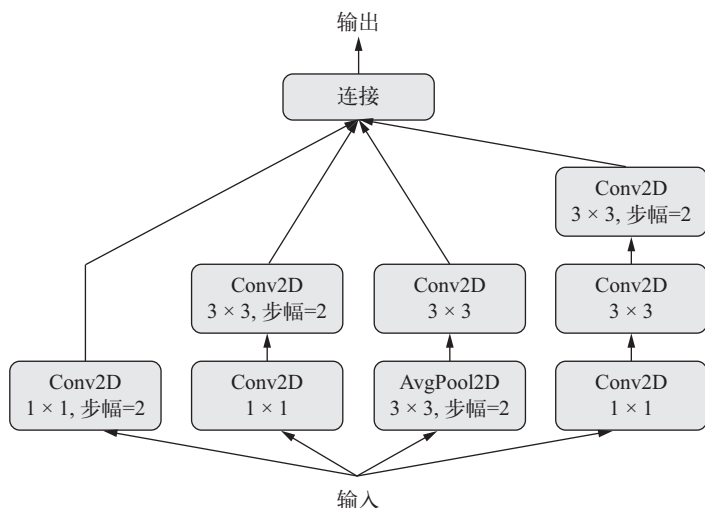 输出
连接
Conv2D
3 × 3, 步幅=2
Conv2D
3 × 3, 步幅=2
Conv2D
3 × 3
Conv2D
3 × 3
Conv2D
1 × 1, 步幅=2
Conv2D
1 × 1
AvgPool2D
3 × 3, 步幅=2
Conv2D
1 × 1
输入